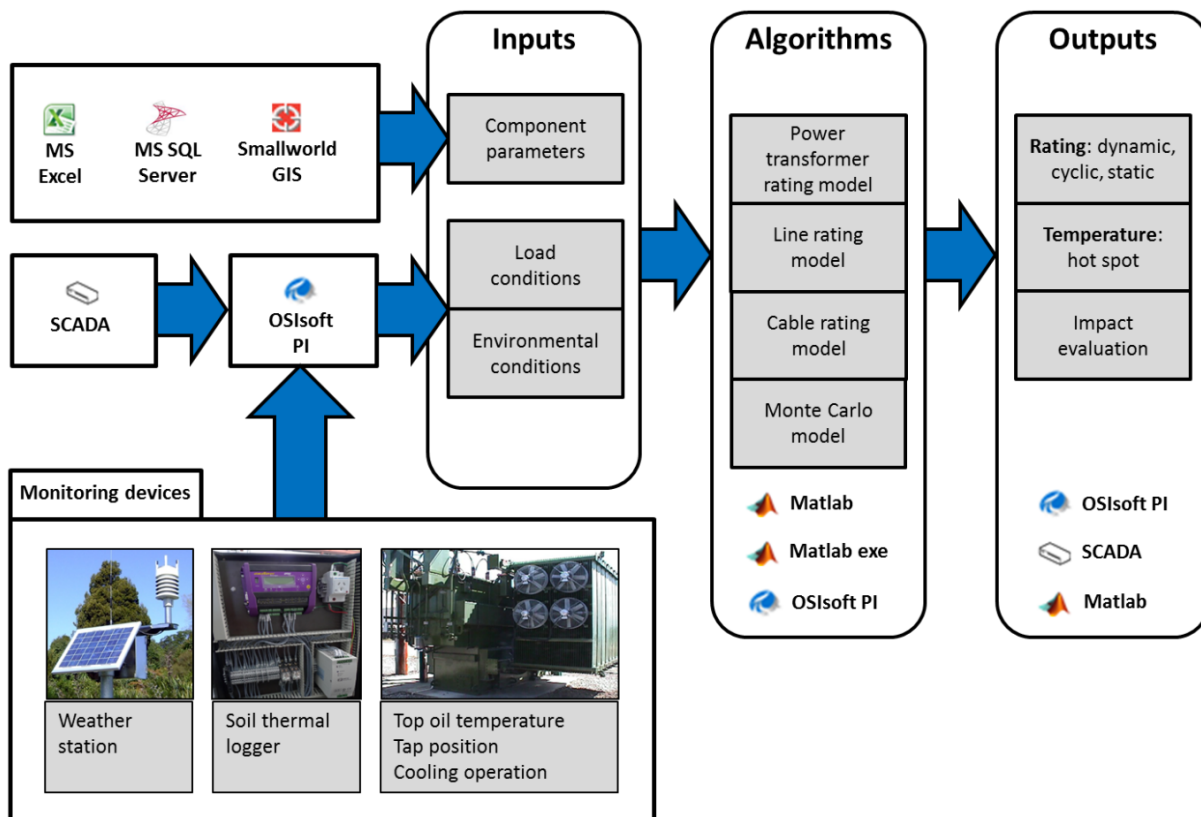 Inputs
Algorithms
Outputs
MS
Excel
MS SQL
Server
Smallworld
GIS
Component
parameters
Power
transformer
rating model
Rating: dynamic,
cyclic, static
Line rating
model
Temperature:
hot spot
Load
conditions
SCADA
OSIsoft
PI
Environmental
conditions
Cable rating
model
Impact
evaluation
Monte Carlo
model
Matlab
Matlab exe
OSIsoft PI
OSIsoft PI
SCADA
Matlab
Monitoring devices
Weather
station
Soil thermal
logger
Top oil temperature
Tap position
Cooling operation